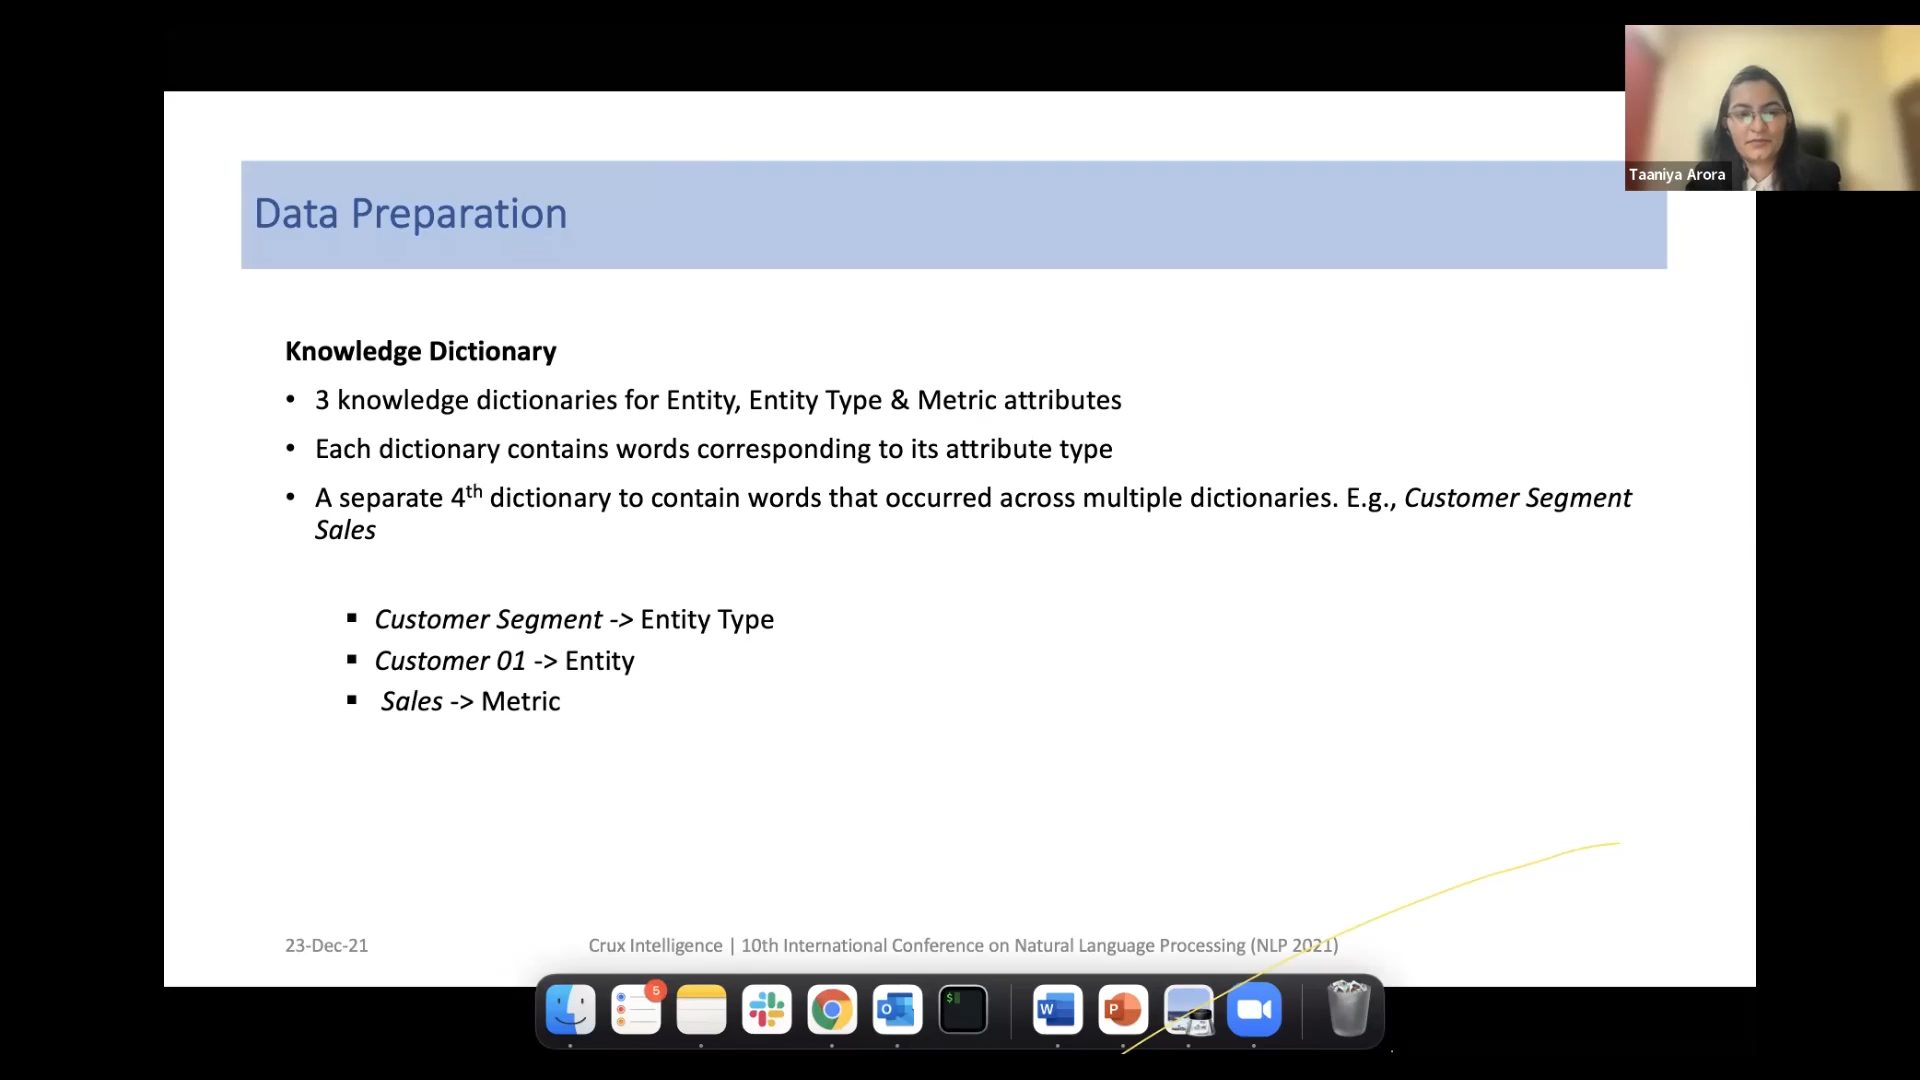 Taaniya Arora
Data Preparation
Knowledge Dictionary
• 3 knowledge dictionaries for Entity, Entity Type & Metric attributes
• Each dictionary contains words corresponding to its attribute type
• A separate 4th dictionary to contain words that occurred across multiple dictionaries. E.g., Customer Segment
Sales
▪ Customer Segment -> Entity Type
▪ Customer 01 -> Entity
▪ Sales -> Metric
23-Dec-21
Crux Intelligence | 10th International Conference on Natural Language Processing (NLP 2021)
5
O
$
W
P